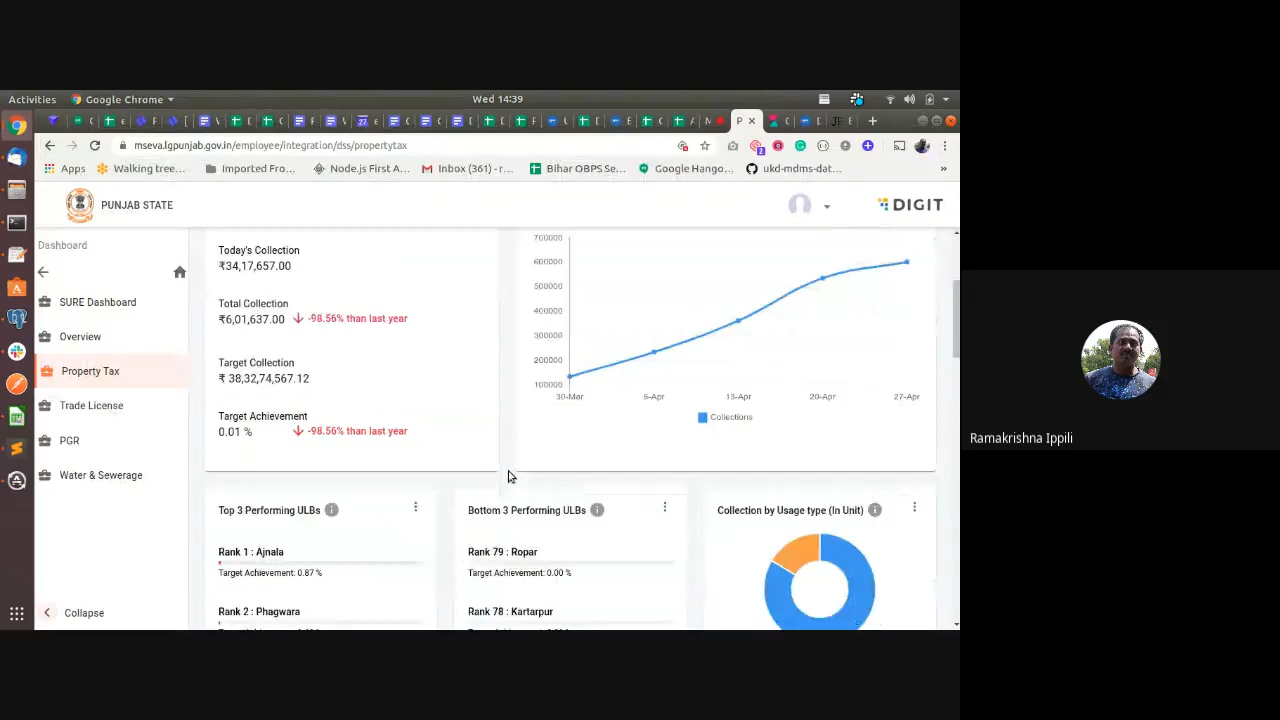 Activities
Google Chrome
Wed 14:39
mseva.lgpunjab.gov.in/employee/integration/dss/propertytax
Apps
Walking tree...
Imported Fro...
Node.js First A...
Inbox (361) - r...
Bihar OBPS Se...
Google Hango...
ukd-mdms-dat...
»
PUNJAB STATE
DIGIT
Dashboard
SURE Dashboard
Overview
Property Tax
Trade License
PGR
Water & Sewerage
Collapse
Today's Collection
₹34,17,657.00
Total Collection
₹6,01,637.00 -98.56% than last year
Target Collection
₹ 38,32,74,567.12
Target Achievement
0.01 % -98.56% than last year
700000
600000
500000
400000
300000
200000
100000
30-Mar 6-Apr 13-Apr 20-Apr 27-Apr
Collections
Top 3 Performing ULBs
Rank 1 : Ajnala
Target Achievement: 0.87 %
Rank 2 : Phagwara
Bottom 3 Performing ULBs
Rank 79 : Ropar
Target Achievement: 0.00 %
Rank 78 : Kartarpur
Collection by Usage type (In Unit)
Ramakrishna Ippili